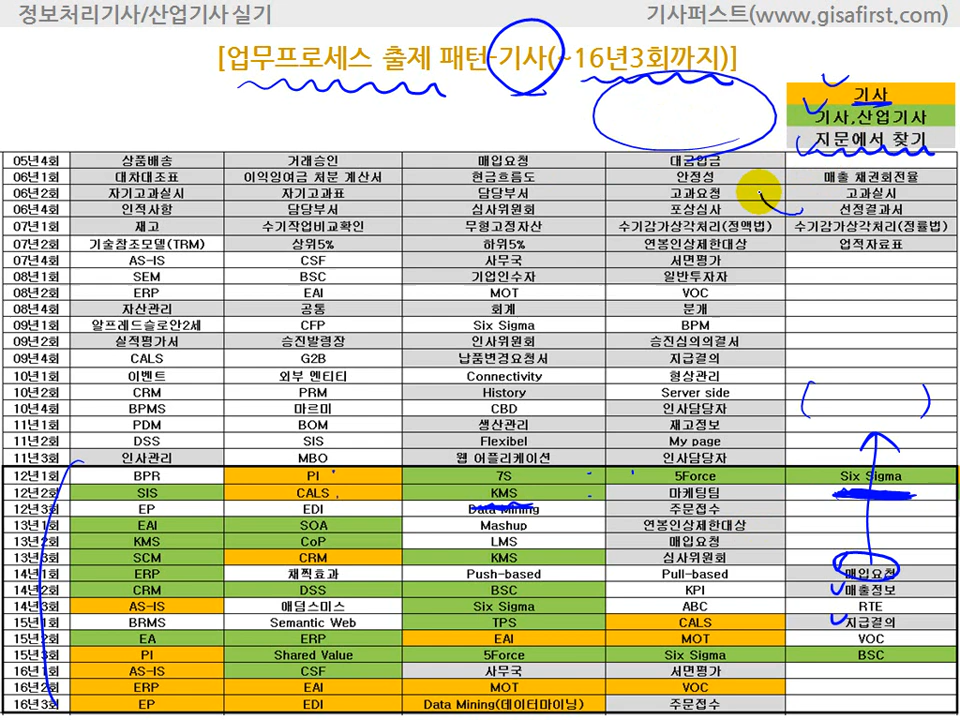 정보처리기사/산업기사 실기 기사퍼스트(www.gisafirst.com)
[업무프로세스 출제 패턴-기사(~16년3회까지)]
기사
기사,산업기사
지문에서 찾기
05년4회 상품배송 거래승인 매입요청 대금입금
06년1회 대차대조표 이익잉여금 처분 계산서 현금흐름도 안정성 매출 채권회전율
06년2회 자기고과실시 자기고과표 담당부서 고과요청 고과실시
06년4회 인적사항 담당부서 심사위원회 포상심사 선정결과서
07년1회 재고 수기작업비교확인 무형고정자산 수기감가상각처리(정액법) 수기감가상각처리(정률법)
07년2회 기술참조모델(TRM) 상위5% 하위5% 연봉인상제한대상 업적자료표
07년4회 AS-IS CSF 사무국 서면평가
08년1회 SEM BSC 기업인수자 일반투자자
08년2회 ERP EAI MOT VOC
08년4회 자산관리 공통 회계 분개
09년1회 알프레드슬로안2세 CFP Six Sigma BPM
09년2회 실적평가서 승진발령장 인사위원회 승진심의의결서
09년4회 CALS G2B 납품변경요청서 지급결의
10년1회 이벤트 외부 엔티티 Connectivity 형상관리
10년2회 CRM PRM History Server side
10년4회 BPMS 마르미 CBD 인사담당자
11년1회 PDM BOM 생산관리 재고정보
11년2회 DSS SIS Flexibel My page
11년3회 인사관리 MBO 웹 어플리케이션 인사담당자
12년1회 BPR PI 7S 5Force Six Sigma
12년2회 SIS CALS KMS 마케팅팀
12년3회 EP EDI Data Mining 주문접수
13년1회 EAI SOA Mashup 연봉인상제한대상
13년2회 KMS CoP LMS 매입요청
13년3회 SCM CRM KMS 심사위원회
14년1회 ERP 채찍효과 Push-based Pull-based 매입요청
14년2회 CRM DSS BSC KPI 매출정보
14년3회 AS-IS 애덤스미스 Six Sigma ABC RTE
15년1회 BRMS Semantic Web TPS CALS 지급결의
15년2회 EA ERP EAI MOT VOC
15년3회 PI Shared Value 5Force Six Sigma BSC
16년1회 AS-IS CSF 사무국 서면평가
16년2회 ERP EAI MOT VOC
16년3회 EP EDI Data Mining(데이터마이닝) 주문접수